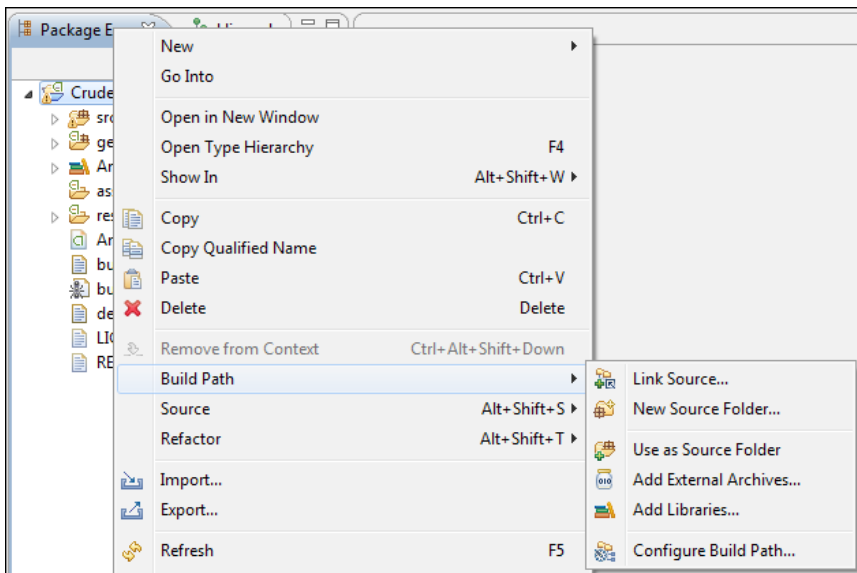 Package E
New
Go Into
Crude
Open in New Window
src
Open Type Hierarchy F4
ge
Show In Alt+Shift+W
An
as
res
Copy Ctrl+C
An
Copy Qualified Name
bu
Paste Ctrl+V
bu
Delete Delete
de
LIC
Remove from Context Ctrl+Alt+Shift+Down
RE
Build Path
Link Source...
Source Alt+Shift+S
New Source Folder...
Refactor Alt+Shift+T
Use as Source Folder
Import...
Add External Archives...
Export...
Add Libraries...
Refresh F5
Configure Build Path...